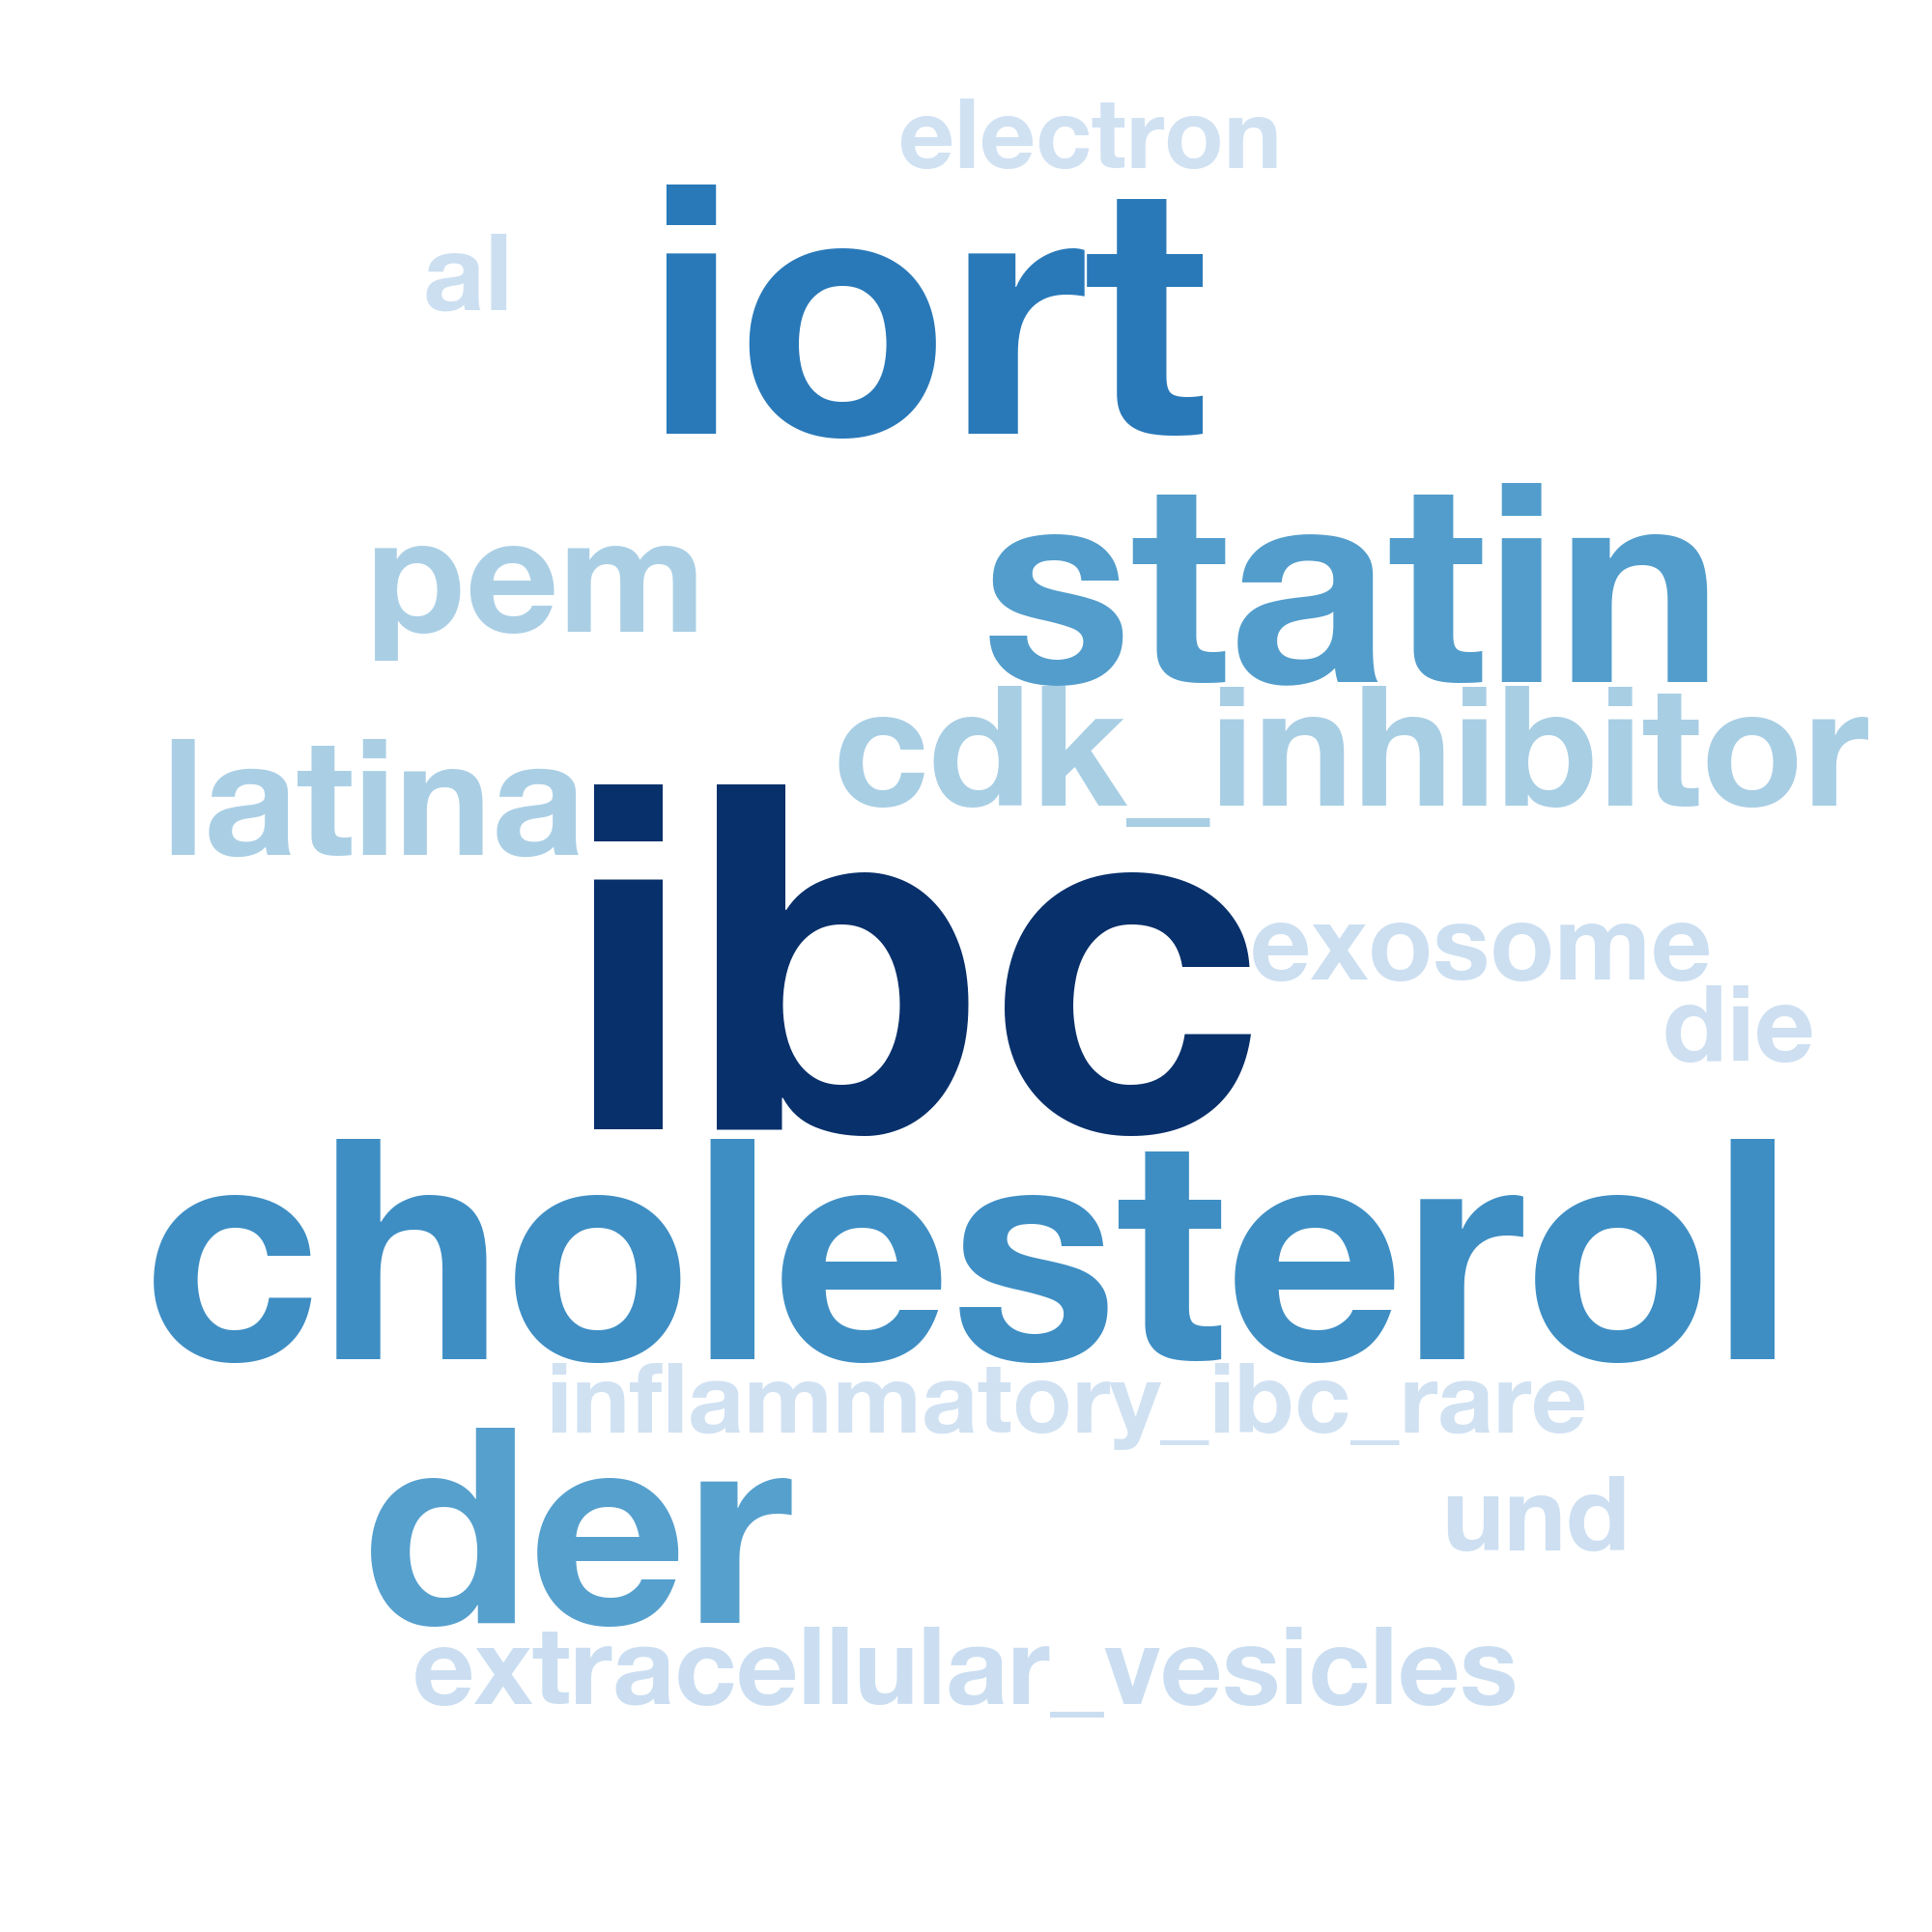 electron
iort
al
statin
pem
cdk_inhibitor
latina
ibc
exosome
die
cholesterol
inflammatory_ibc_rare
der
und
extracellular_vesicles